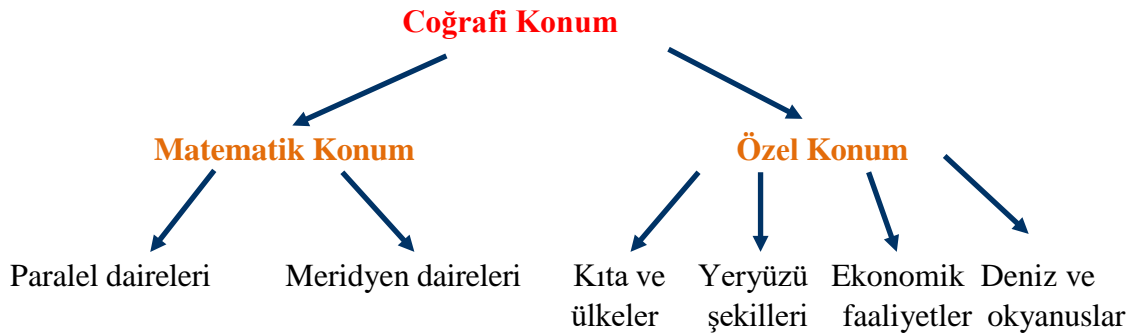 Coğrafi Konum
Matematik Konum
Özel Konum
Paralel daireleri
Meridyen daireleri
Kıta ve
ülkeler
Yeryüzü
şekilleri
Ekonomik
faaliyetler
Deniz ve
okyanuslar